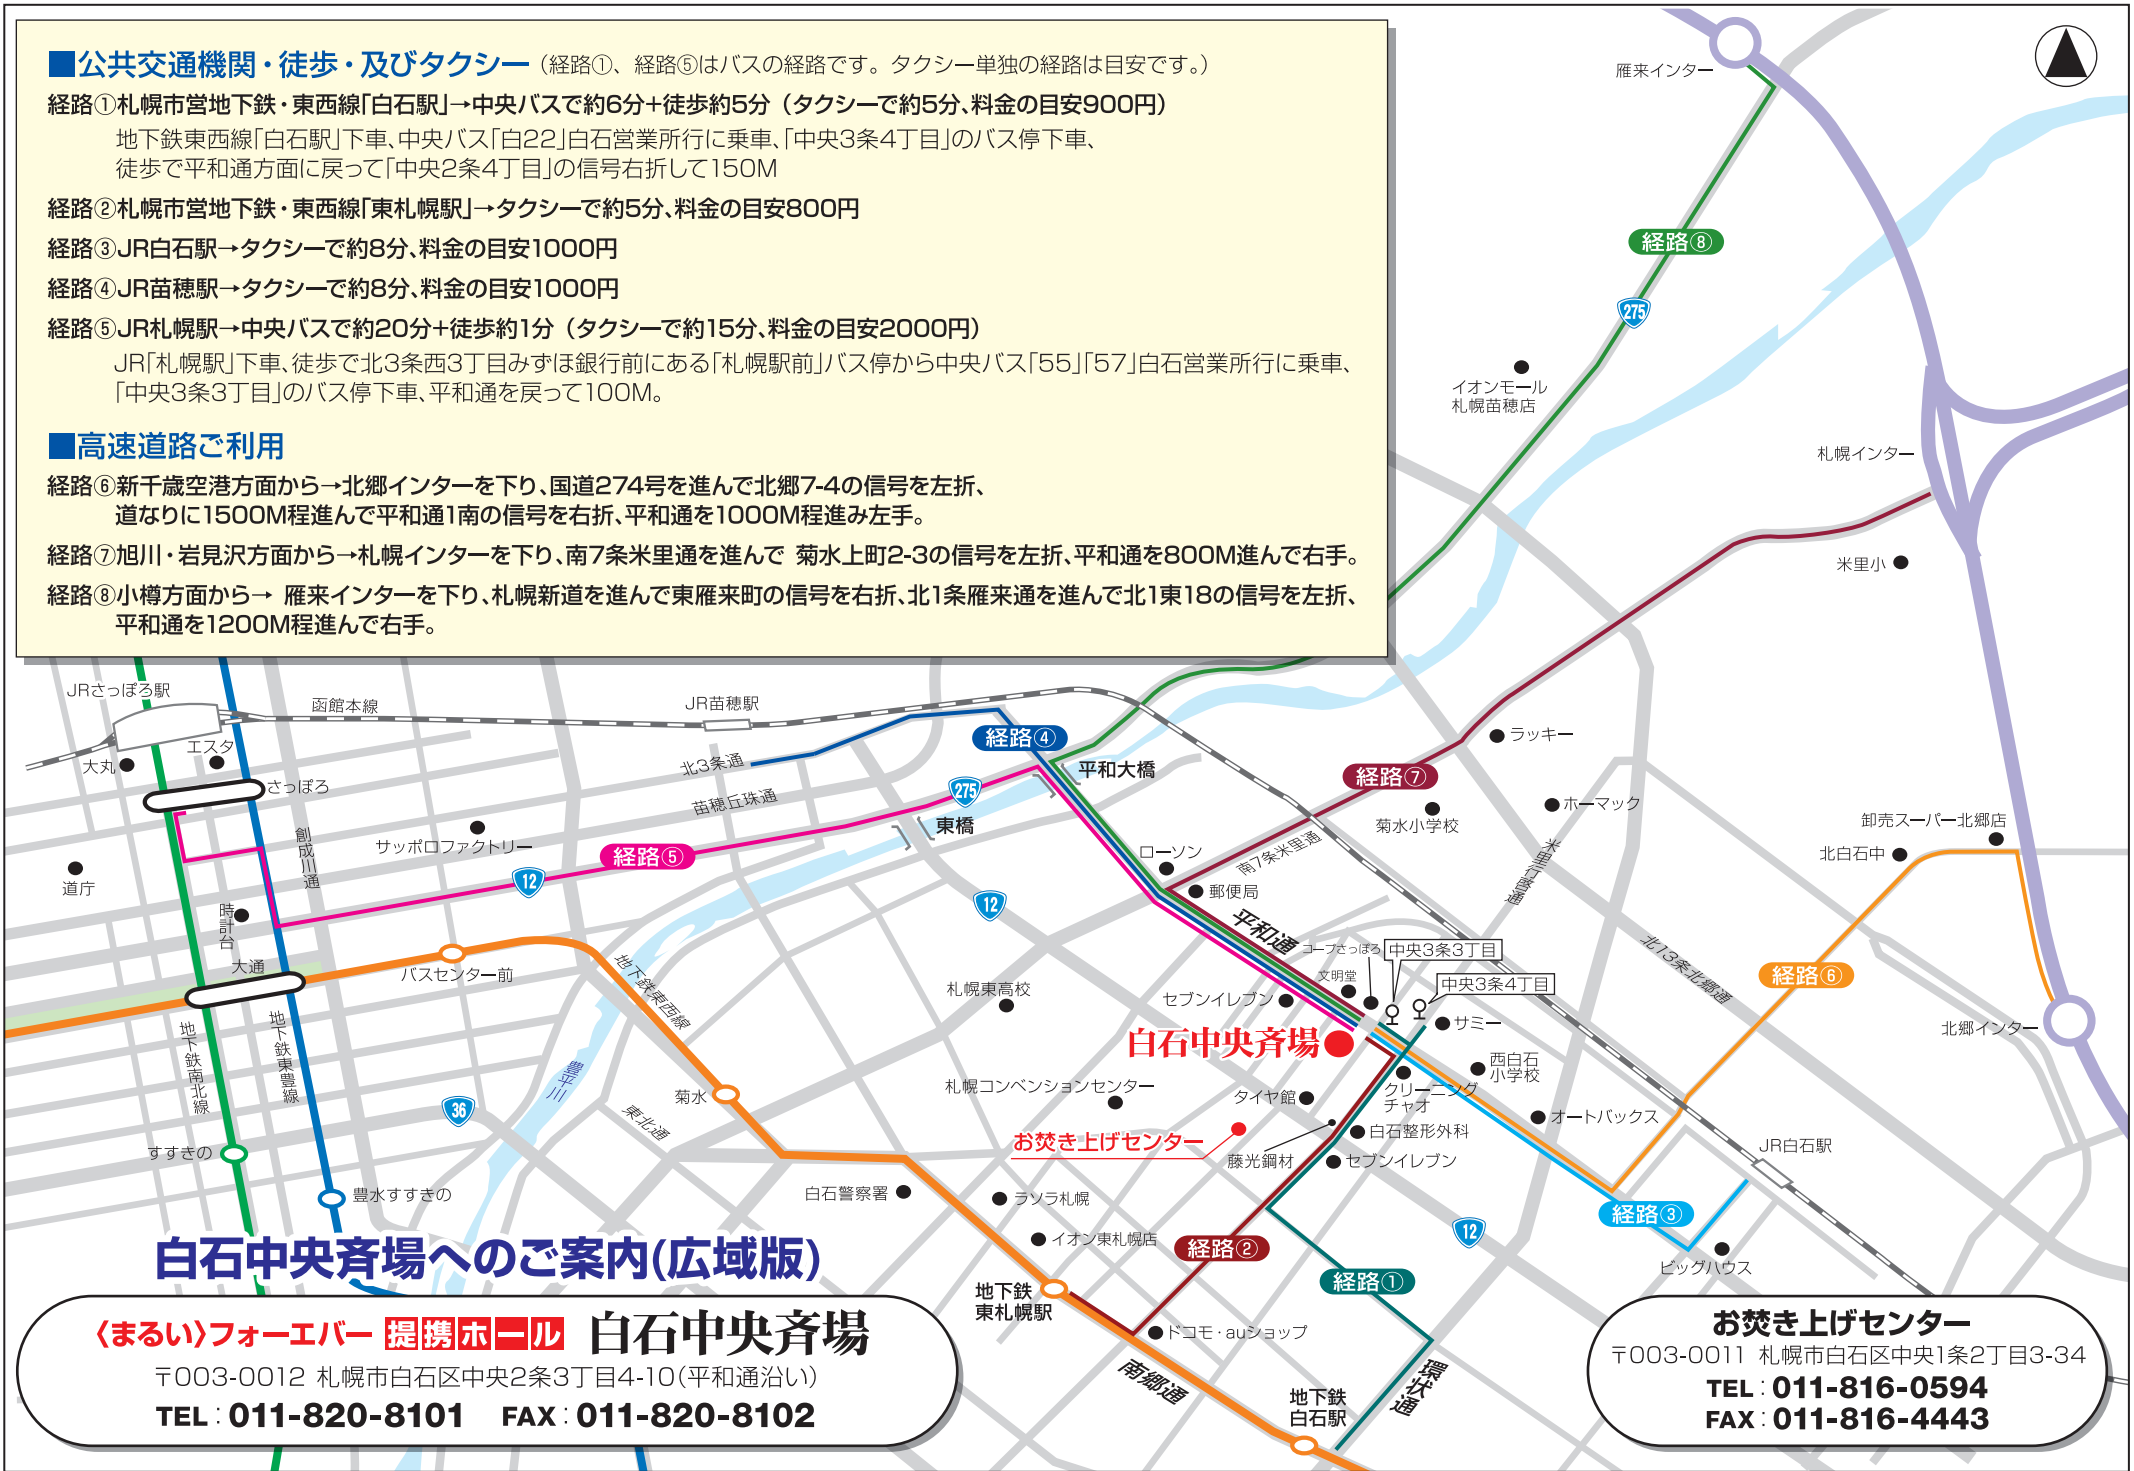 ■公共交通機関・徒歩・及びタクシー（経路①、経路⑤はバスの経路です。タクシー単独の経路は目安です。）
経路①札幌市営地下鉄・東西線「白石駅」→中央バスで約6分+徒歩約5分（タクシーで約5分、料金の目安900円）
地下鉄東西線「白石駅」下車、中央バス「白22」白石営業所行に乗車、「中央3条4丁目」のバス停下車、
徒歩で平和通方面に戻って「中央2条4丁目」の信号右折して150M
経路②札幌市営地下鉄・東西線「東札幌駅」→タクシーで約5分、料金の目安800円
経路③JR白石駅→タクシーで約8分、料金の目安1000円
経路④JR苗穂駅→タクシーで約8分、料金の目安1000円
経路⑤JR札幌駅→中央バスで約20分+徒歩約1分（タクシーで約15分、料金の目安2000円）
JR「札幌駅」下車、徒歩で北3条西3丁目みずほ銀行前にある「札幌駅前」バス停から中央バス「55」「57」白石営業所行に乗車、
「中央3条3丁目」のバス停下車、平和通を戻って100M。
■高速道路ご利用
経路⑥新千歳空港方面から→北郷インターを下り、国道274号を進んで北郷7-4の信号を左折、
道なりに1500M程進んで平和通1南の信号を右折、平和通を1000M程進み左手。
経路⑦旭川・岩見沢方面から→札幌インターを下り、南7条米里通を進んで 菊水上町2-3の信号を左折、平和通を800M進んで右手。
経路⑧小樽方面から→ 雁来インターを下り、札幌新道を進んで東雁来町の信号を右折、北1条雁来通を進んで北1東18の信号を左折、
平和通を1200M程進んで右手。
雁来インター
経路⑧
275
イオンモール
札幌苗穂店
札幌インター
米里小
JRさっぽろ駅
函館本線
JR苗穂駅
エスタ
大丸
さっぽろ
北3条通
経路④
平和大橋
275
苗穂丘珠通
東橋
経路⑦
ラッキー
ホーマック
菊水小学校
南7条米里通
米里行啓通
卸売スーパー北郷店
北白石中
創成川通
サッポロファクトリー
経路⑤
12
道庁
時計台
大通
バスセンター前
地下鉄東西線
12
ローソン
郵便局
平和通
コープさっぽろ
中央3条3丁目
文明堂
中央3条4丁目
セブンイレブン
サミー
白石中央斉場
北13条北郷通
経路⑥
北郷インター
札幌東高校
地下鉄南北線
地下鉄東豊線
豊平川
菊水
36
東北通
札幌コンベンションセンター
タイヤ館
クリーニング
チャオ
西白石
小学校
オートバックス
お焚き上げセンター
藤光鋼材
白石整形外科
セブンイレブン
JR白石駅
すすきの
豊水すすきの
白石警察署
ラソラ札幌
イオン東札幌店
経路②
経路①
12
経路③
ビッグハウス
地下鉄
東札幌駅
ドコモ・auショップ
南郷通
地下鉄
白石駅
環状通
白石中央斉場へのご案内(広域版)
〈まるい〉フォーエバー 提携ホール 白石中央斉場
〒003-0012 札幌市白石区中央2条3丁目4-10(平和通沿い)
TEL：011-820-8101 FAX：011-820-8102
お焚き上げセンター
〒003-0011 札幌市白石区中央1条2丁目3-34
TEL：011-816-0594
FAX：011-816-4443